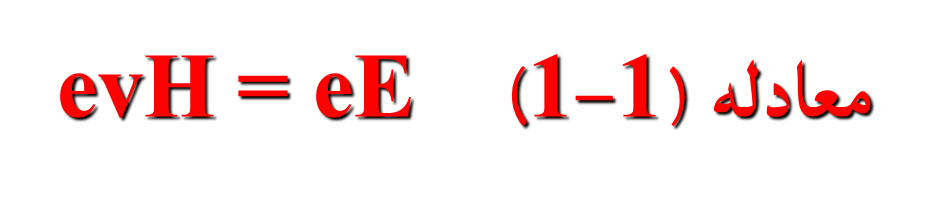 معادله (1–1)    evH = eE